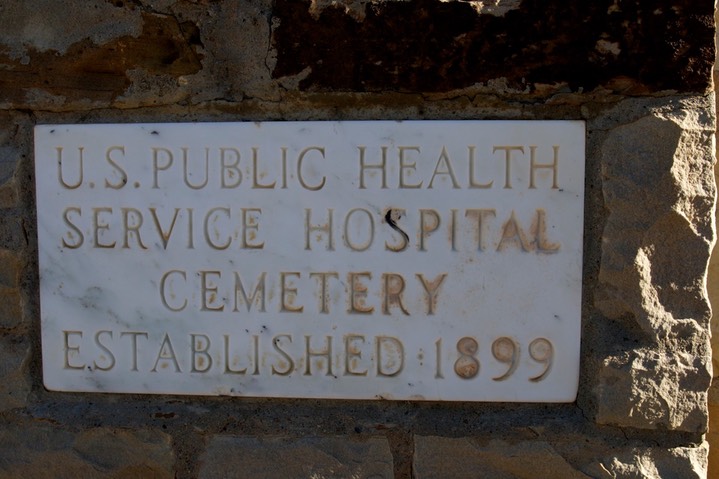 U.S. PUBLIC HEALTH
SERVICE HOSPITAL
CEMETERY
ESTABLISHED : 1899